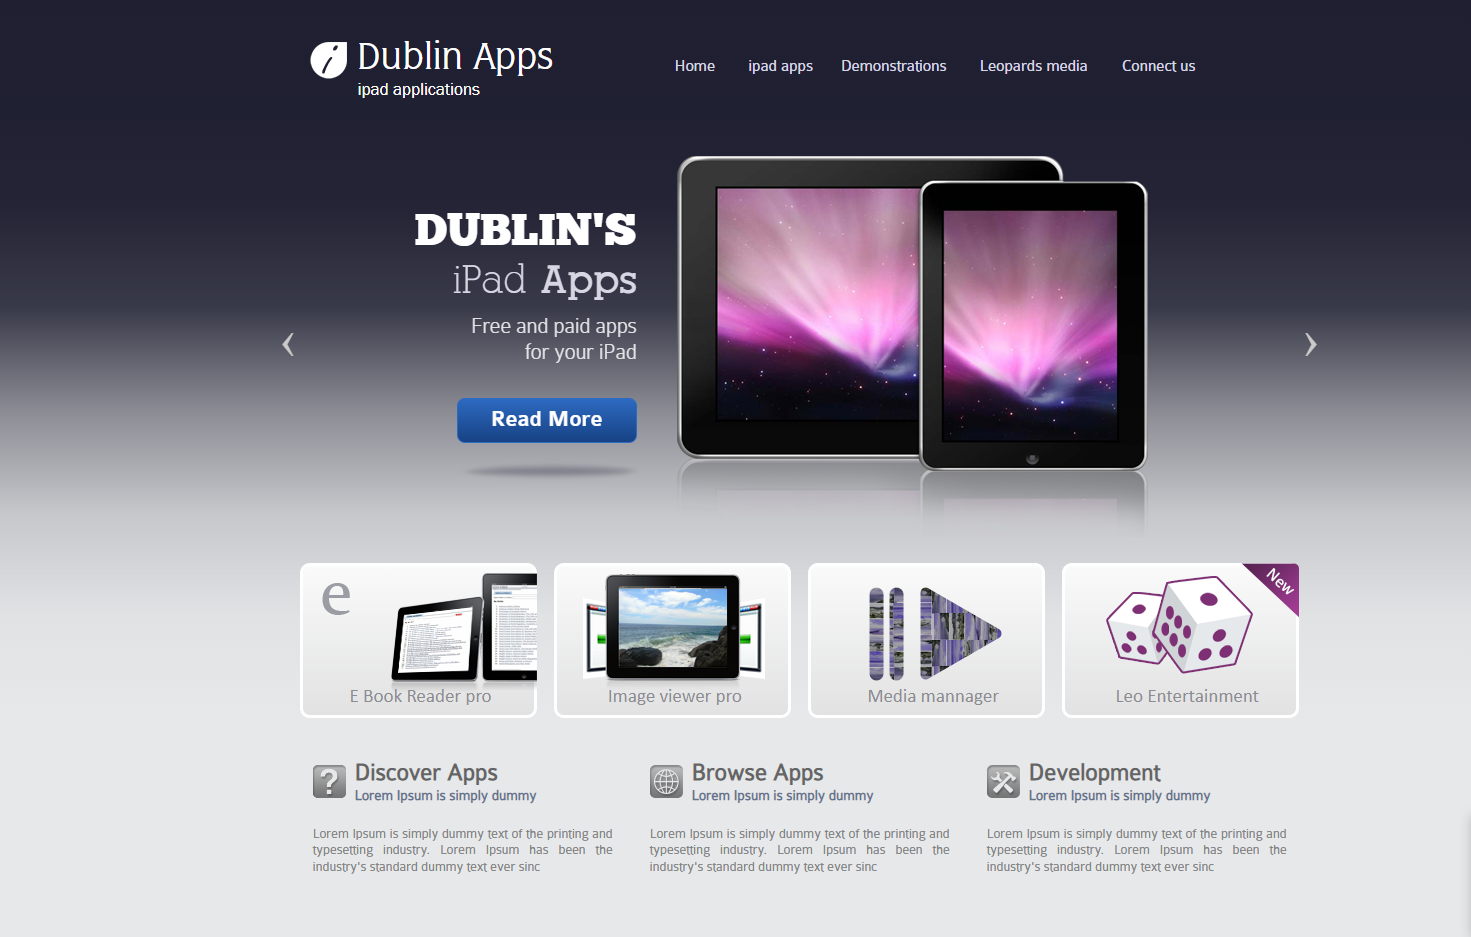 Dublin Apps
ipad applications
Home ipad apps Demonstrations Leopards media Connect us
DUBLIN'S
iPad Apps
Free and paid apps
for your iPad
Read More
e
E Book Reader pro
Image viewer pro
Media mannager
New
Leo Entertainment
Discover Apps
Lorem Ipsum is simply dummy
Lorem Ipsum is simply dummy text of the printing and
typesetting industry. Lorem Ipsum has been the
industry's standard dummy text ever sinc
Browse Apps
Lorem Ipsum is simply dummy
Lorem Ipsum is simply dummy text of the printing and
typesetting industry. Lorem Ipsum has been the
industry's standard dummy text ever sinc
Development
Lorem Ipsum is simply dummy
Lorem Ipsum is simply dummy text of the printing and
typesetting industry. Lorem Ipsum has been the
industry's standard dummy text ever sinc